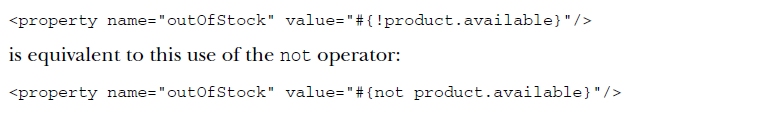 <property name="outOfStock" value="#{!product.available}"/>
is equivalent to this use of the not operator:
<property name="outOfStock" value="#{not product.available}"/>